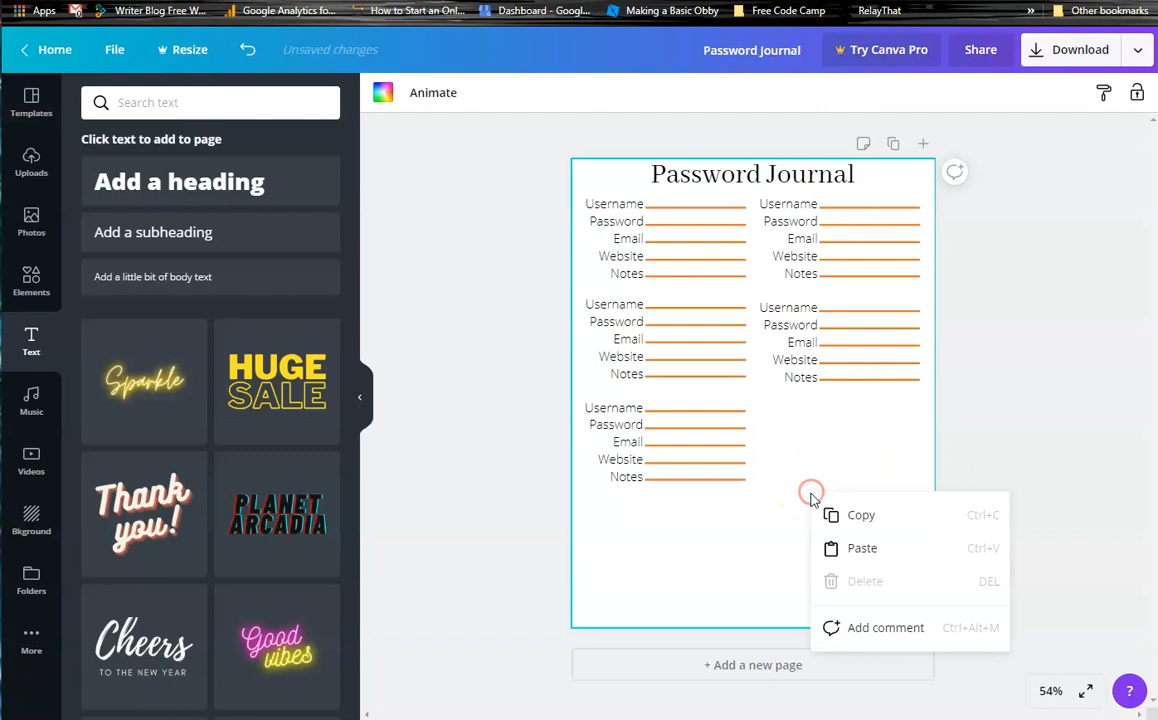 Apps
Writer Blog Free W...
Google Analytics fo...
How to Start an Onl...
Dashboard - Googl...
Making a Basic Obby
Free Code Camp
RelayThat
»
Other bookmarks
Home
File
Resize
Unsaved changes
Password Journal
Try Canva Pro
Share
Download
Templates
Uploads
Photos
Elements
Text
Music
Videos
Bkground
Folders
More
Search text
Click text to add to page
Add a heading
Add a subheading
Add a little bit of body text
Sparkle
HUGE
SALE
Thank
you!
PLANET
ARCADIA
Cheers
TO THE NEW YEAR
Good
vibes
Animate
Password Journal
Username
Password
Email
Website
Notes
Username
Password
Email
Website
Notes
Username
Password
Email
Website
Notes
Username
Password
Email
Website
Notes
Username
Password
Email
Website
Notes
Copy Ctrl+C
Paste Ctrl+V
Delete DEL
Add comment Ctrl+Alt+M
+ Add a new page
54%
?